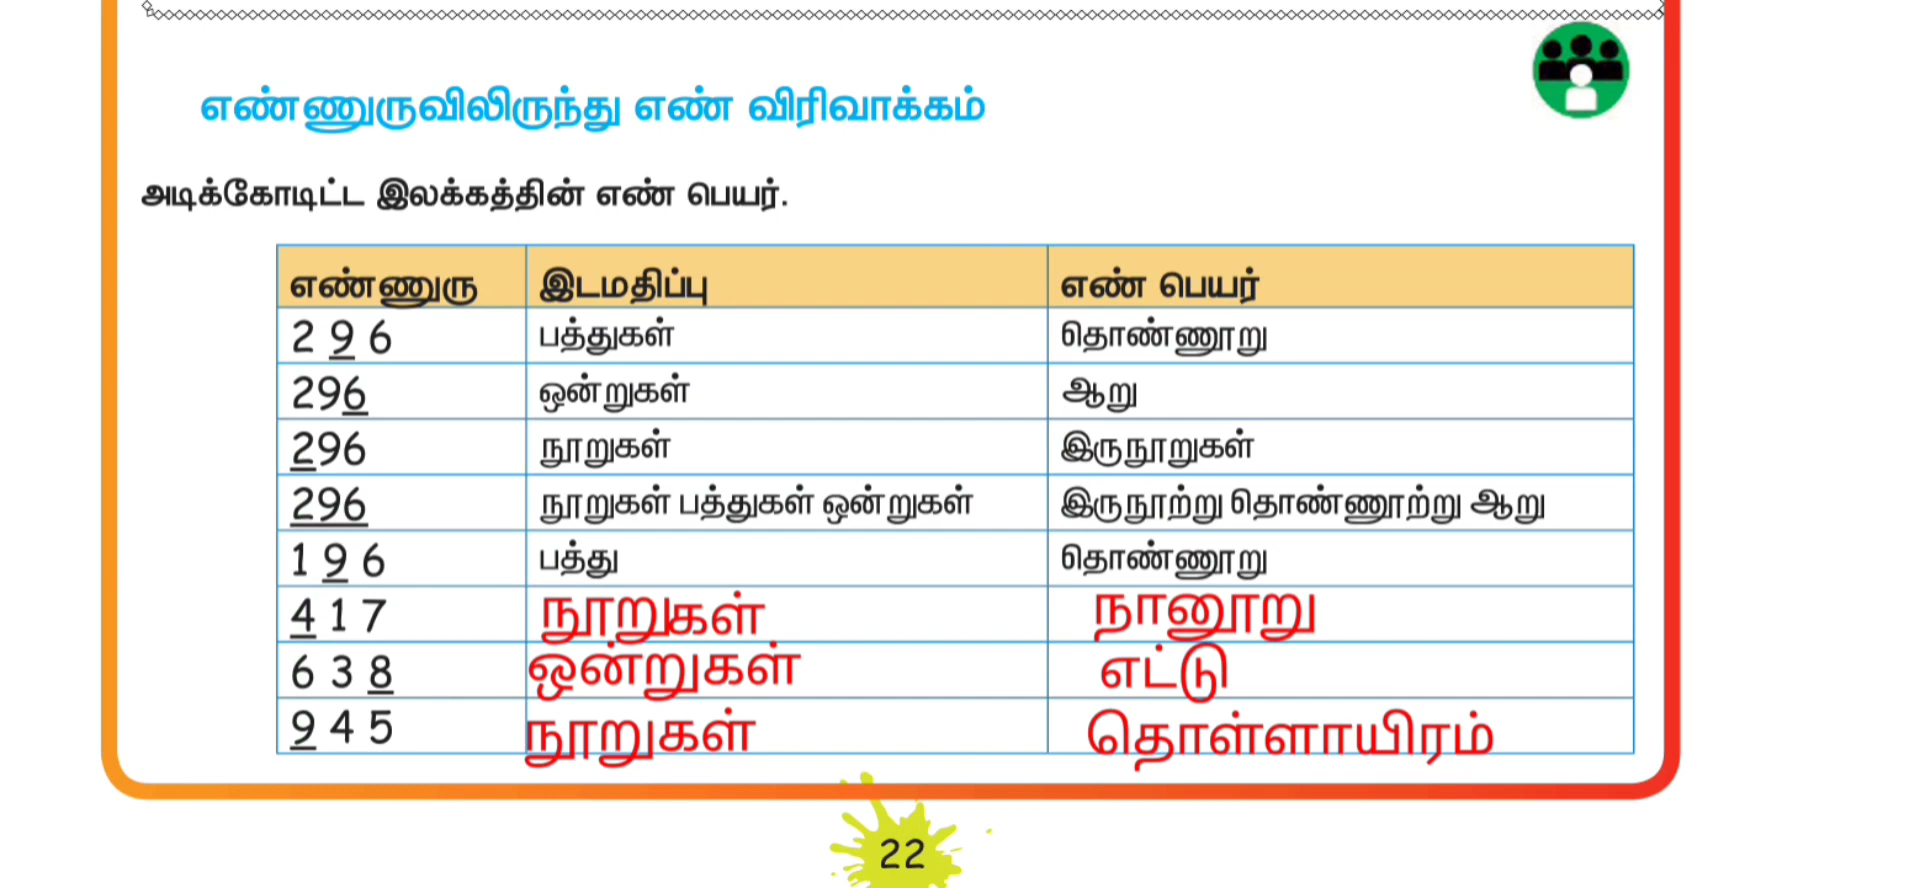 எண்ணுருவிலிருந்து எண் விரிவாக்கம்
அடிக்கோடிட்ட இலக்கத்தின் எண் பெயர்.
எண்ணுரு இடமதிப்பு எண் பெயர்
2 9 6 பத்துகள் தொண்ணூறு
296 ஒன்றுகள் ஆறு
296 நூறுகள் இருநூறுகள்
296 நூறுகள் பத்துகள் ஒன்றுகள் இருநூற்று தொண்ணூற்று ஆறு
1 9 6 பத்து தொண்ணூறு
4 1 7 நூறுகள் நானூறு
6 3 8 ஒன்றுகள் எட்டு
9 4 5 நூறுகள் தொள்ளாயிரம்
22